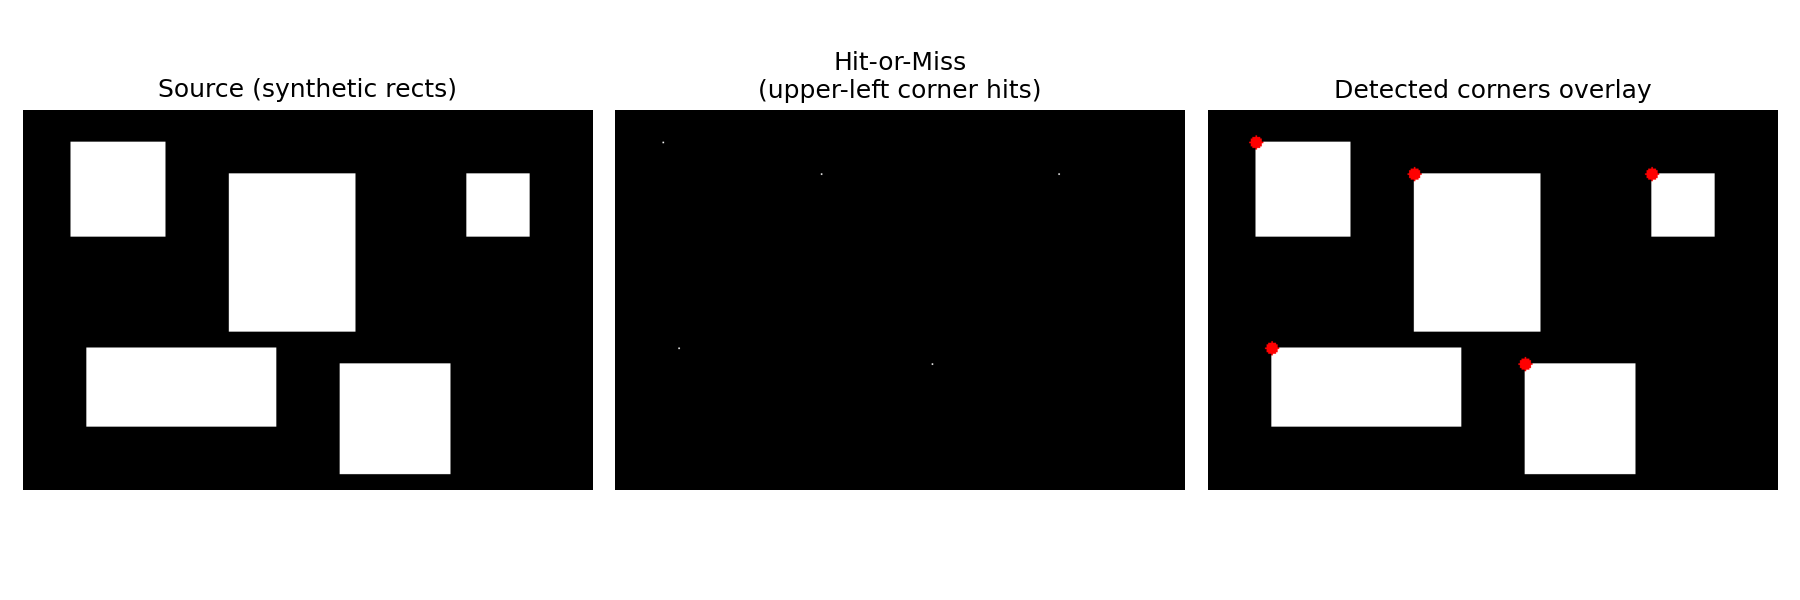 Source (synthetic rects)
Hit-or-Miss
(upper-left corner hits)
Detected corners overlay